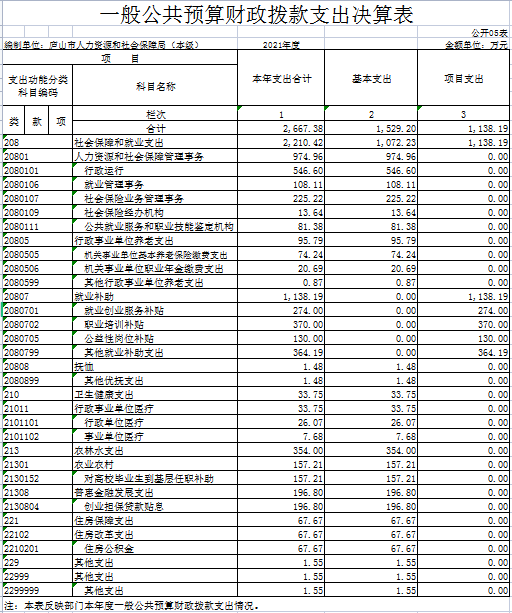 一般公共预算财政拨款支出决算表
公开05表
编制单位：庐山市人力资源和社会保障局（本级） 2021年度 金额单位：万元
项 目 本年支出合计 基本支出 项目支出
支出功能分类科目编码 科目名称
类 款 项 栏次 1 2 3
合计 2,667.38 1,529.20 1,138.19
208 社会保障和就业支出 2,210.42 1,072.23 1,138.19
20801 人力资源和社会保障管理事务 974.96 974.96 0.00
2080101 行政运行 546.60 546.60 0.00
2080106 就业管理事务 108.11 108.11 0.00
2080107 社会保险业务管理事务 225.22 225.22 0.00
2080109 社会保险经办机构 13.64 13.64 0.00
2080111 公共就业服务和职业技能鉴定机构 81.38 81.38 0.00
20805 行政事业单位养老支出 95.79 95.79 0.00
2080505 机关事业单位基本养老保险缴费支出 74.24 74.24 0.00
2080506 机关事业单位职业年金缴费支出 20.69 20.69 0.00
2080599 其他行政事业单位养老支出 0.87 0.87 0.00
20807 就业补助 1,138.19 0.00 1,138.19
2080701 就业创业服务补贴 274.00 0.00 274.00
2080702 职业培训补贴 370.00 0.00 370.00
2080705 公益性岗位补贴 130.00 0.00 130.00
2080799 其他就业补助支出 364.19 0.00 364.19
20808 抚恤 1.48 1.48 0.00
2080899 其他优抚支出 1.48 1.48 0.00
210 卫生健康支出 33.75 33.75 0.00
21011 行政事业单位医疗 33.75 33.75 0.00
2101101 行政单位医疗 26.07 26.07 0.00
2101102 事业单位医疗 7.68 7.68 0.00
213 农林水支出 354.00 354.00 0.00
21301 农业农村 157.21 157.21 0.00
2130152 对高校毕业生到基层任职补助 157.21 157.21 0.00
21308 普惠金融发展支出 196.80 196.80 0.00
2130804 创业担保贷款贴息 196.80 196.80 0.00
221 住房保障支出 67.67 67.67 0.00
22102 住房改革支出 67.67 67.67 0.00
2210201 住房公积金 67.67 67.67 0.00
229 其他支出 1.55 1.55 0.00
22999 其他支出 1.55 1.55 0.00
2299999 其他支出 1.55 1.55 0.00
注：本表反映部门本年度一般公共预算财政拨款支出情况。